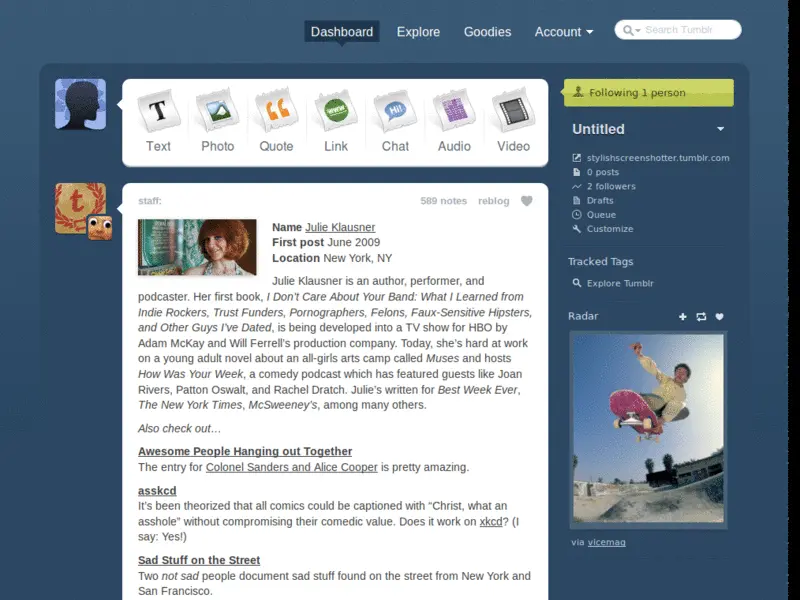 Dashboard Explore Goodies Account Search Tumblr
Text Photo Quote Link Chat Audio Video
Following 1 person
Untitled
stylishscreenshotter.tumblr.com
0 posts
2 followers
Drafts
Queue
Customize
Tracked Tags
Explore Tumblr
Radar
via vicemag
staff: 589 notes reblog
Name Julie Klausner
First post June 2009
Location New York, NY
Julie Klausner is an author, performer, and
podcaster. Her first book, I Don't Care About Your Band: What I Learned from
Indie Rockers, Trust Funders, Pornographers, Felons, Faux-Sensitive Hipsters,
and Other Guys I've Dated, is being developed into a TV show for HBO by
Adam McKay and Will Ferrell's production company. Today, she's hard at work
on a young adult novel about an all-girls arts camp called Muses and hosts
How Was Your Week, a comedy podcast which has featured guests like Joan
Rivers, Patton Oswalt, and Rachel Dratch. Julie's written for Best Week Ever,
The New York Times, McSweeney's, among many others.
Also check out…
Awesome People Hanging out Together
The entry for Colonel Sanders and Alice Cooper is pretty amazing.
asskcd
It's been theorized that all comics could be captioned with “Christ, what an
asshole” without compromising their comedic value. Does it work on xkcd? (I
say: Yes!)
Sad Stuff on the Street
Two not sad people document sad stuff found on the street from New York and
San Francisco.